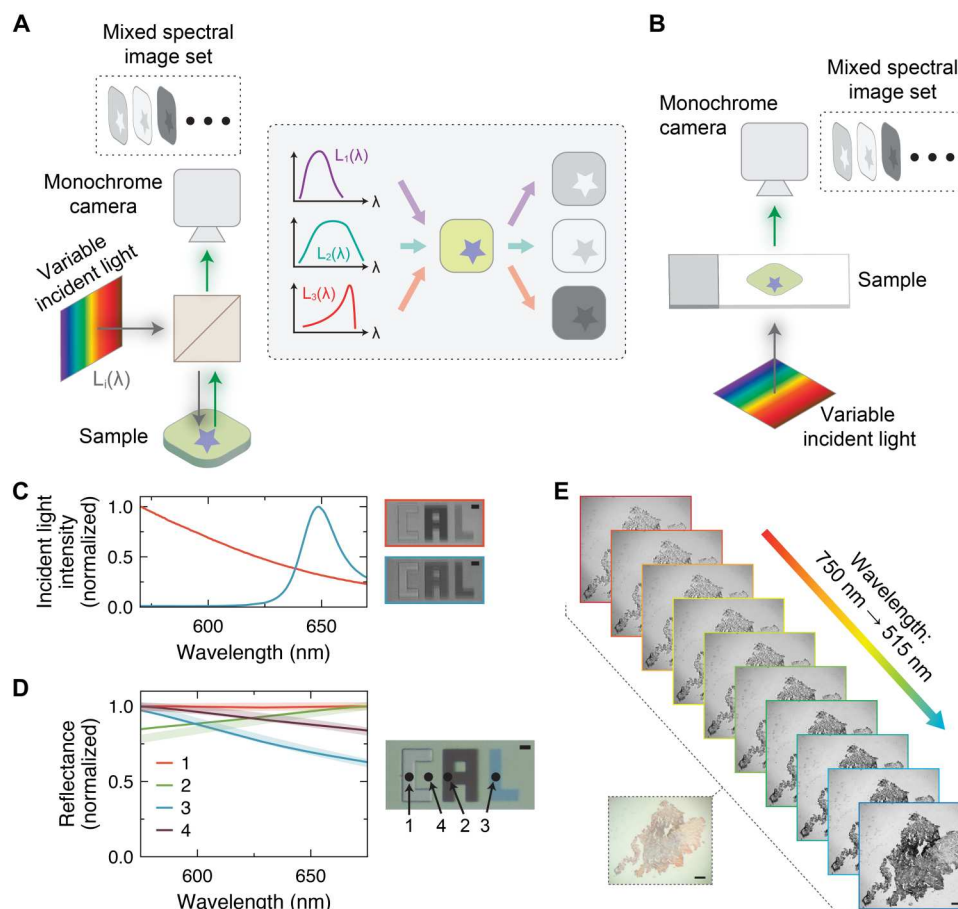 A
Mixed spectral
image set
Monochrome
camera
Variable
incident light
Lᵢ(λ)
Sample
L₁(λ)
λ
L₂(λ)
λ
L₃(λ)
λ
B
Mixed spectral
image set
Monochrome
camera
Sample
Variable
incident light
C
Incident light
intensity
(normalized)
1.0
0.5
0.0
600
650
Wavelength (nm)
CAL
CAL
D
Reflectance
(normalized)
1.0
0.5
0.0
1
2
3
4
600
650
Wavelength (nm)
CAL
1
4
2
3
E
Wavelength:
750 nm → 515 nm